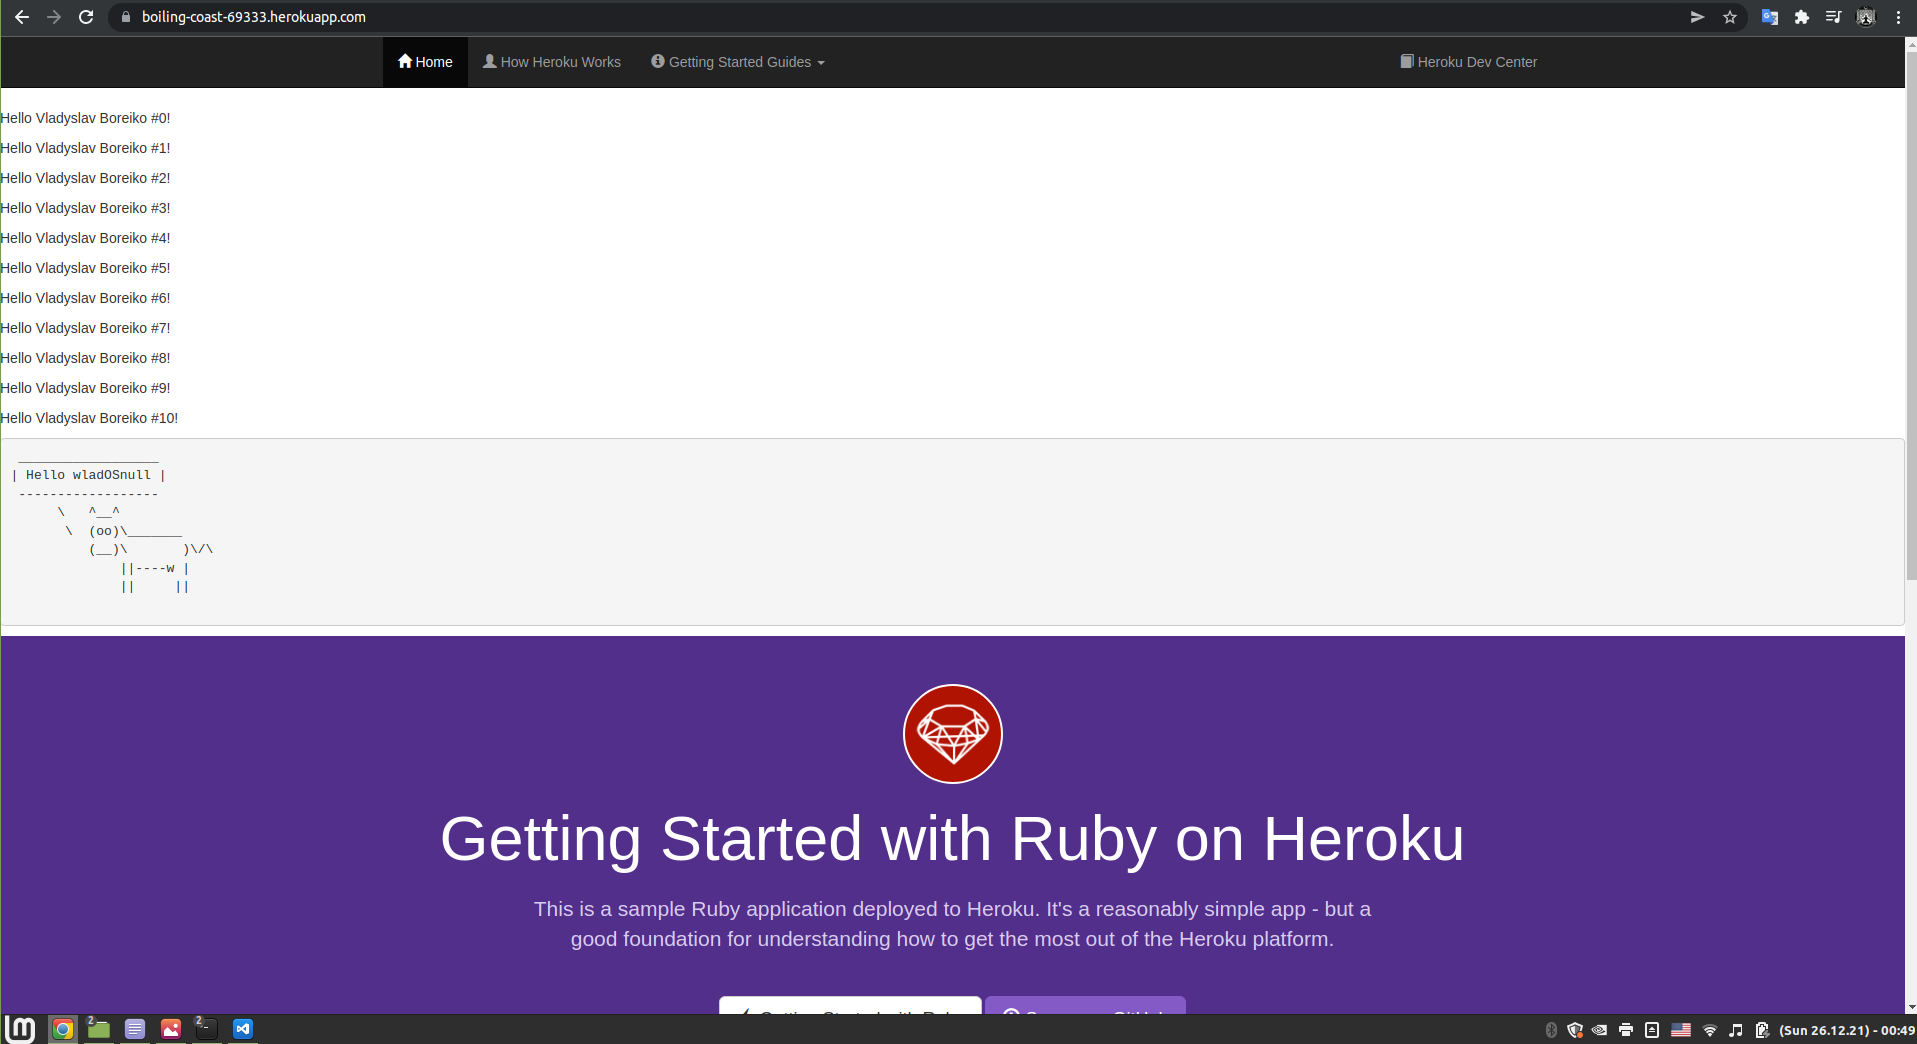 boiling-coast-69333.herokuapp.com
Home How Heroku Works Getting Started Guides Heroku Dev Center
Hello Vladyslav Boreiko #0!
Hello Vladyslav Boreiko #1!
Hello Vladyslav Boreiko #2!
Hello Vladyslav Boreiko #3!
Hello Vladyslav Boreiko #4!
Hello Vladyslav Boreiko #5!
Hello Vladyslav Boreiko #6!
Hello Vladyslav Boreiko #7!
Hello Vladyslav Boreiko #8!
Hello Vladyslav Boreiko #9!
Hello Vladyslav Boreiko #10!
 __________________
| Hello wladOSnull |
 ------------------
      \   ^__^
       \  (oo)\_______
          (__)\       )\/\
              ||----w |
              ||     ||
Getting Started with Ruby on Heroku
This is a sample Ruby application deployed to Heroku. It's a reasonably simple app - but a
good foundation for understanding how to get the most out of the Heroku platform.
Getting Started with Ruby
2 2 (Sun 26.12.21) - 00:49